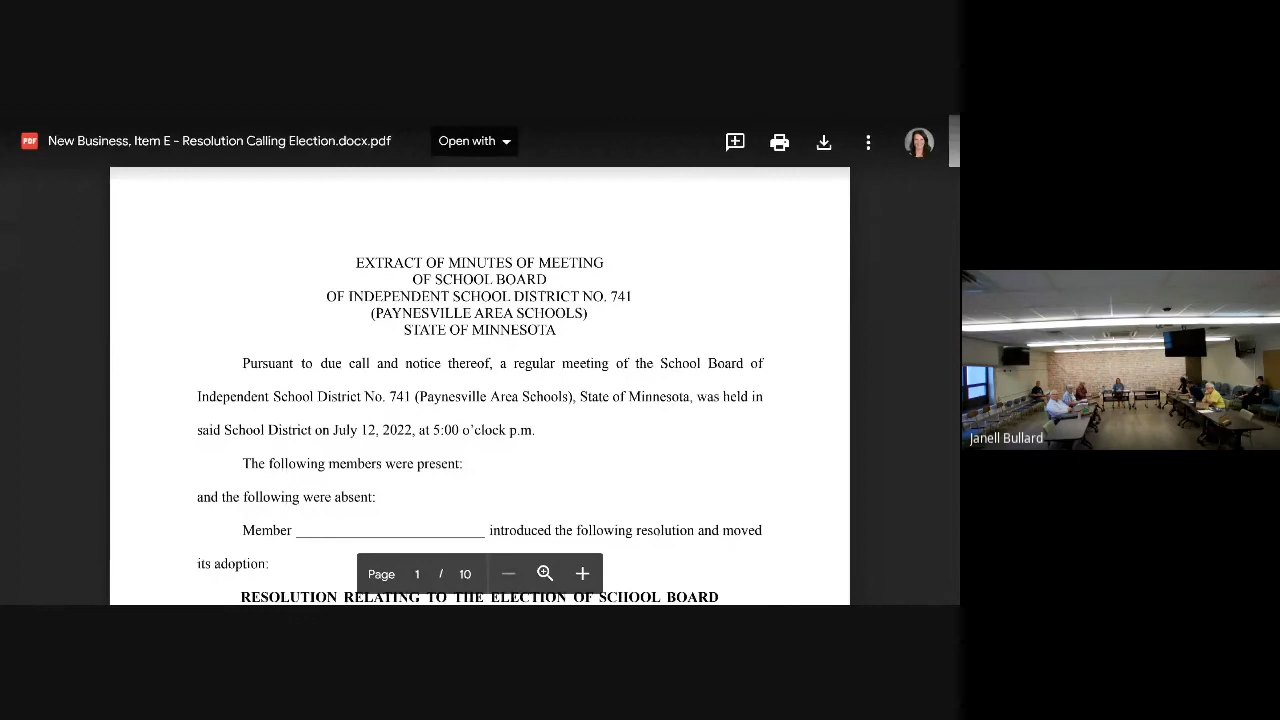 PDF
New Business, Item E - Resolution Calling Election.docx.pdf
Open with
EXTRACT OF MINUTES OF MEETING
OF SCHOOL BOARD
OF INDEPENDENT SCHOOL DISTRICT NO. 741
(PAYNESVILLE AREA SCHOOLS)
STATE OF MINNESOTA
Pursuant to due call and notice thereof, a regular meeting of the School Board of
Independent School District No. 741 (Paynesville Area Schools), State of Minnesota, was held in
said School District on July 12, 2022, at 5:00 o’clock p.m.
The following members were present:
and the following were absent:
Member __________________________ introduced the following resolution and moved
its adoption:
Page 1 / 10
RESOLUTION RELATING TO THE ELECTION OF SCHOOL BOARD
Janell Bullard